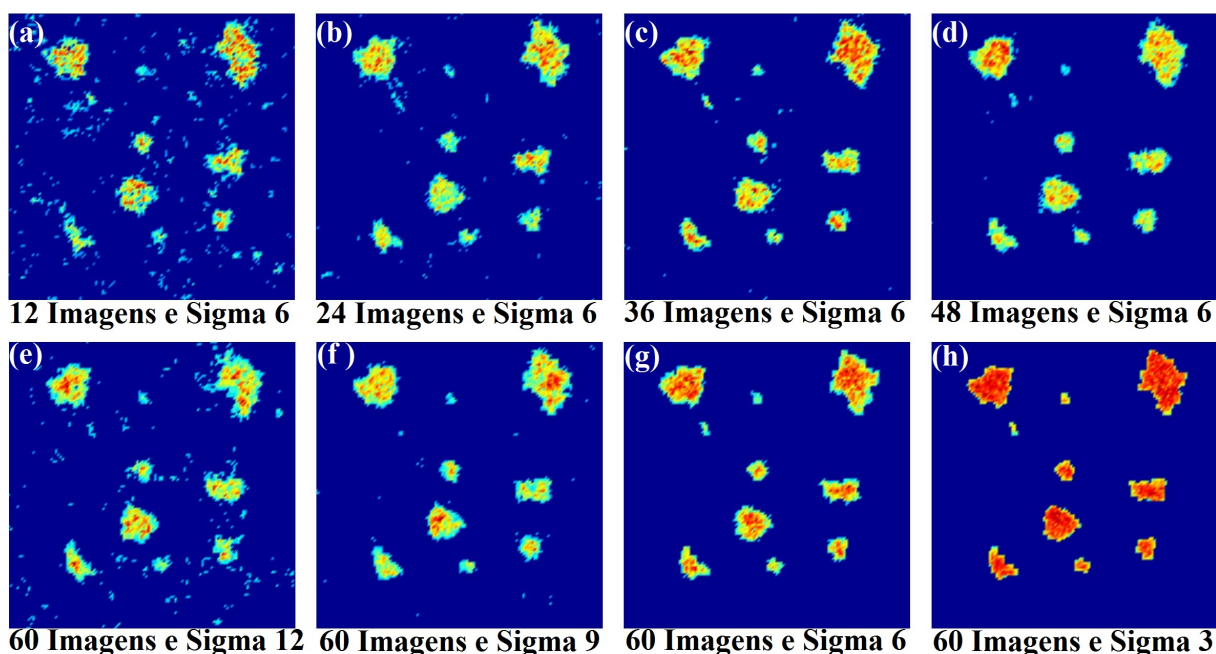 (a) (b) (c) (d)
12 Imagens e Sigma 6 24 Imagens e Sigma 6 36 Imagens e Sigma 6 48 Imagens e Sigma 6
(e) (f) (g) (h)
60 Imagens e Sigma 12 60 Imagens e Sigma 9 60 Imagens e Sigma 6 60 Imagens e Sigma 3